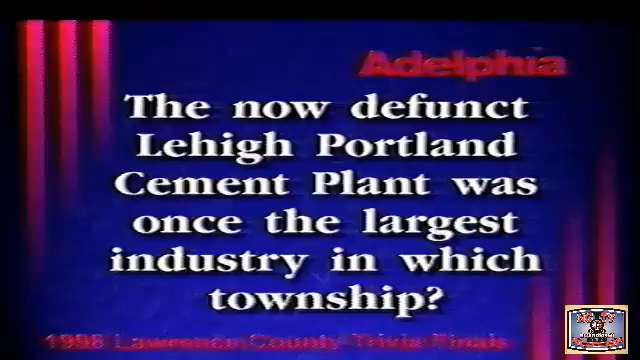 Adelphia
The now defunct
Lehigh Portland
Cement Plant was
once the largest
industry in which
township?
1998 Lawrence County Trivia Finals